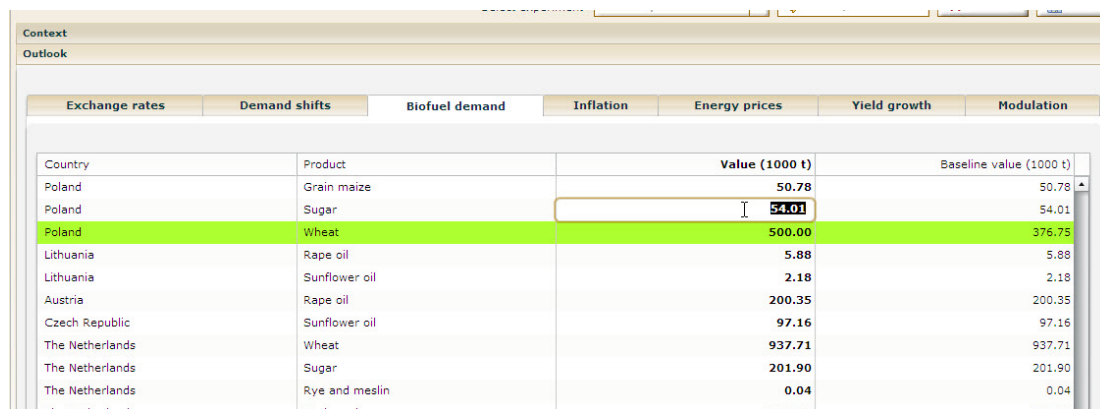 Context
Outlook
Exchange rates Demand shifts Biofuel demand Inflation Energy prices Yield growth Modulation
Country Product Value (1000 t) Baseline value (1000 t)
Poland Grain maize 50.78 50.78
Poland Sugar 54.01 54.01
Poland Wheat 500.00 376.75
Lithuania Rape oil 5.88 5.88
Lithuania Sunflower oil 2.18 2.18
Austria Rape oil 200.35 200.35
Czech Republic Sunflower oil 97.16 97.16
The Netherlands Wheat 937.71 937.71
The Netherlands Sugar 201.90 201.90
The Netherlands Rye and meslin 0.04 0.04